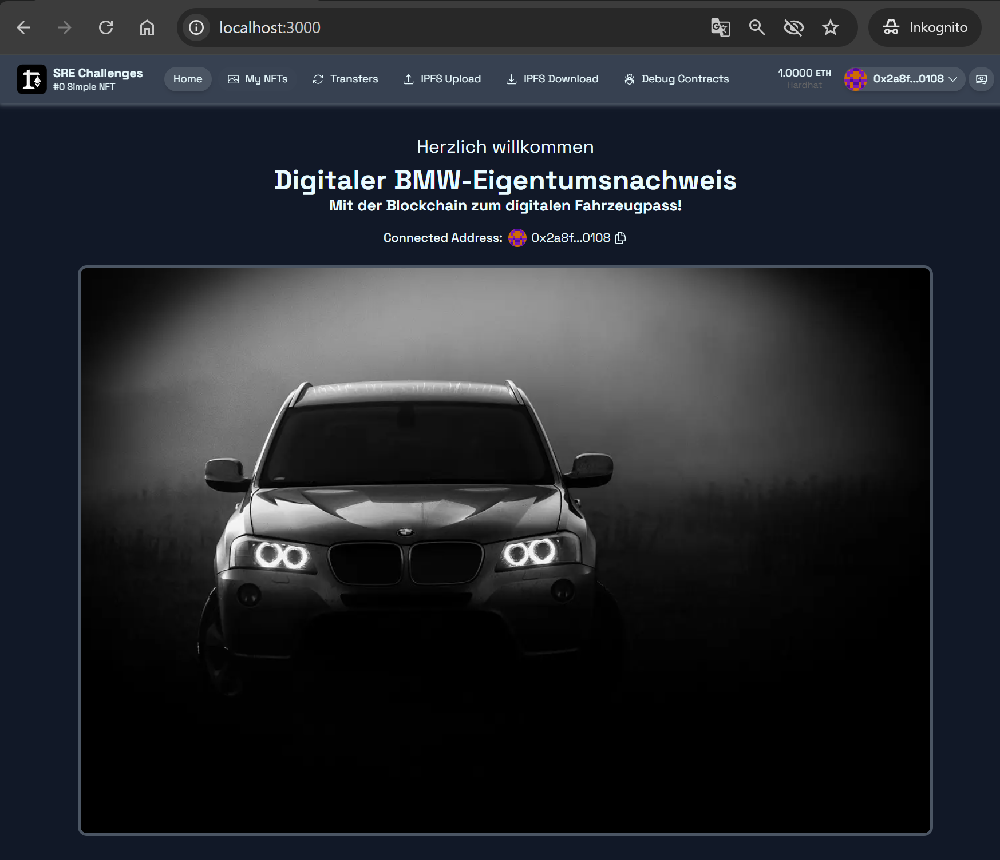 localhost:3000
Inkognito
SRE Challenges
#0 Simple NFT
Home
My NFTs
Transfers
IPFS Upload
IPFS Download
Debug Contracts
1.0000 ETH
Hardhat
0x2a8f...0108
Herzlich willkommen
Digitaler BMW-Eigentumsnachweis
Mit der Blockchain zum digitalen Fahrzeugpass!
Connected Address: 0x2a8f...0108